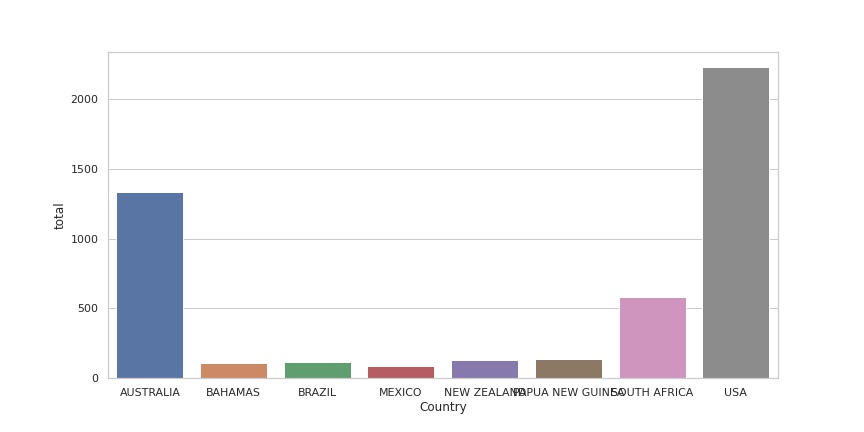 2000
1500
1000
500
0
total
AUSTRALIA BAHAMAS BRAZIL MEXICO NEW ZEALAND PAPUA NEW GUINEA SOUTH AFRICA USA
Country